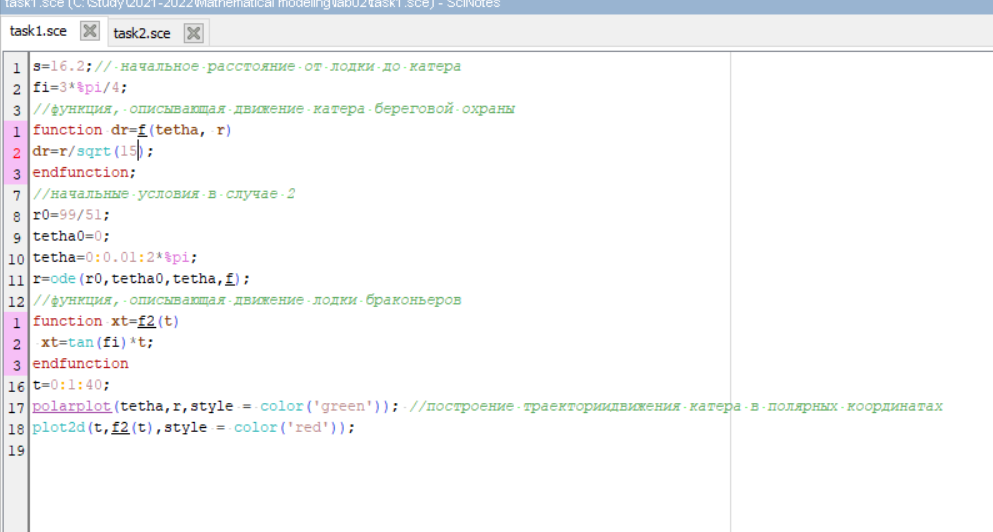 task1.sce (C:\Study\2021-2022\Mathematical modeling\lab02\task1.sce) - SciNotes
task1.sce
task2.sce
1 s=16.2;// начальное расстояние от лодки до катера
2 fi=3*%pi/4;
3 //функция, описывающая движение катера береговой охраны
1 function dr=f(tetha, r)
2 dr=r/sqrt(15);
3 endfunction;
7 //начальные условия в случае 2
8 r0=99/51;
9 tetha0=0;
10 tetha=0:0.01:2*%pi;
11 r=ode(r0,tetha0,tetha,f);
12 //функция, описывающая движение лодки браконьеров
1 function xt=f2(t)
2 xt=tan(fi)*t;
3 endfunction
16 t=0:1:40;
17 polarplot(tetha,r,style = color('green')); //построение траекториидвижения катера в полярных координатах
18 plot2d(t,f2(t),style = color('red'));
19